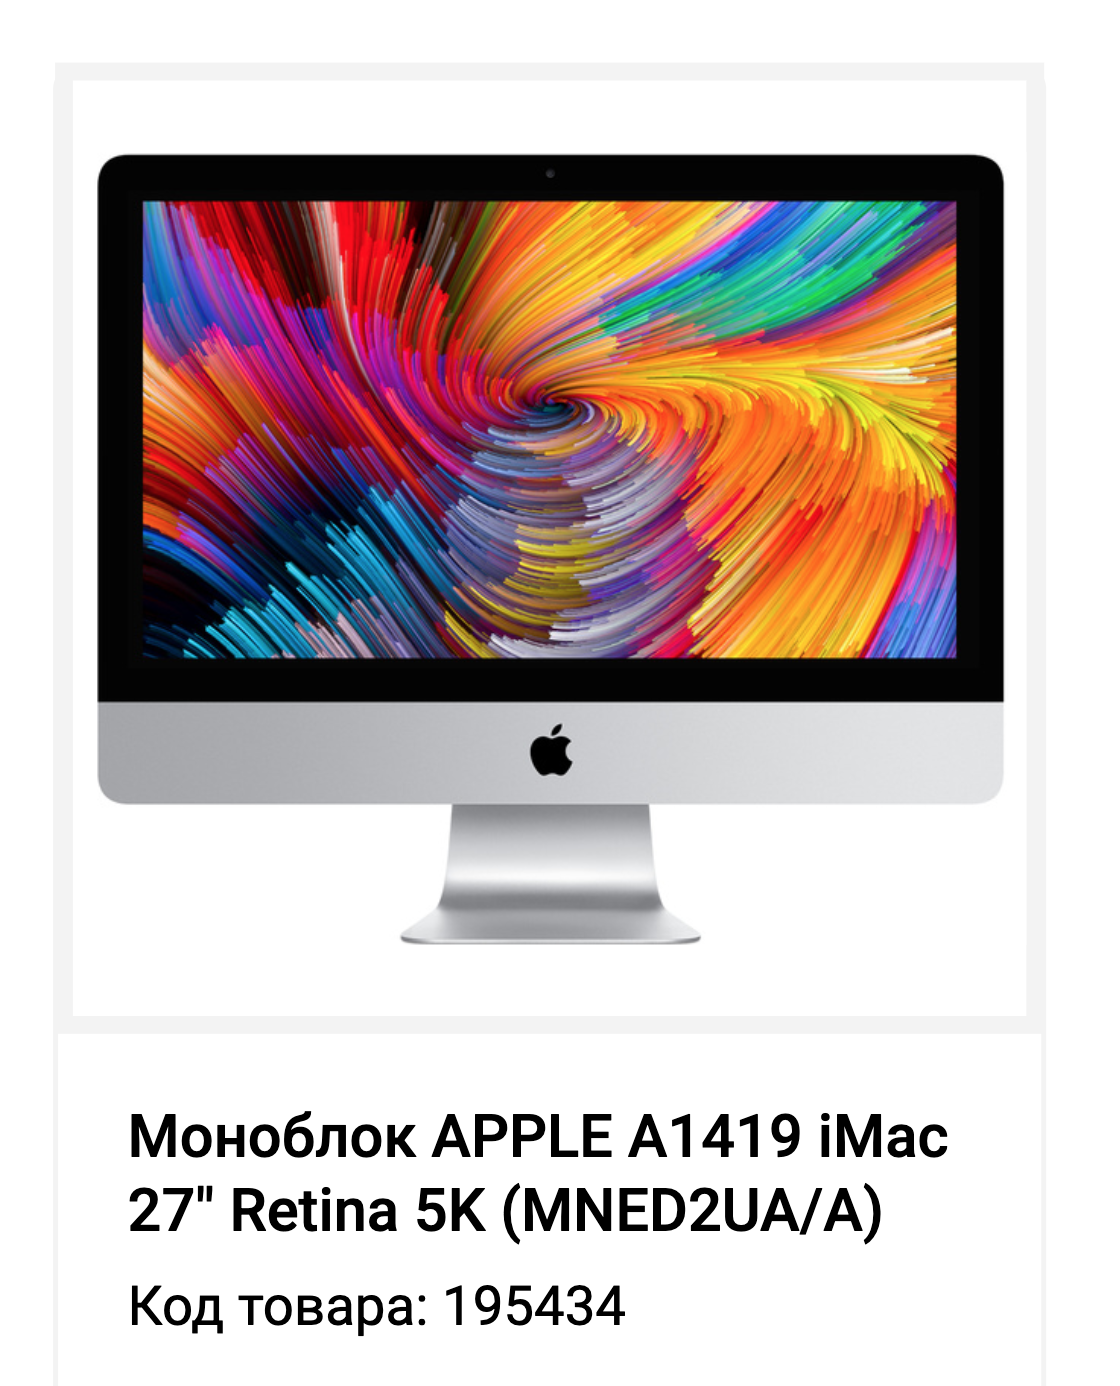 Моноблок APPLE A1419 iMac
27" Retina 5K (MNED2UA/A)
Код товара: 195434